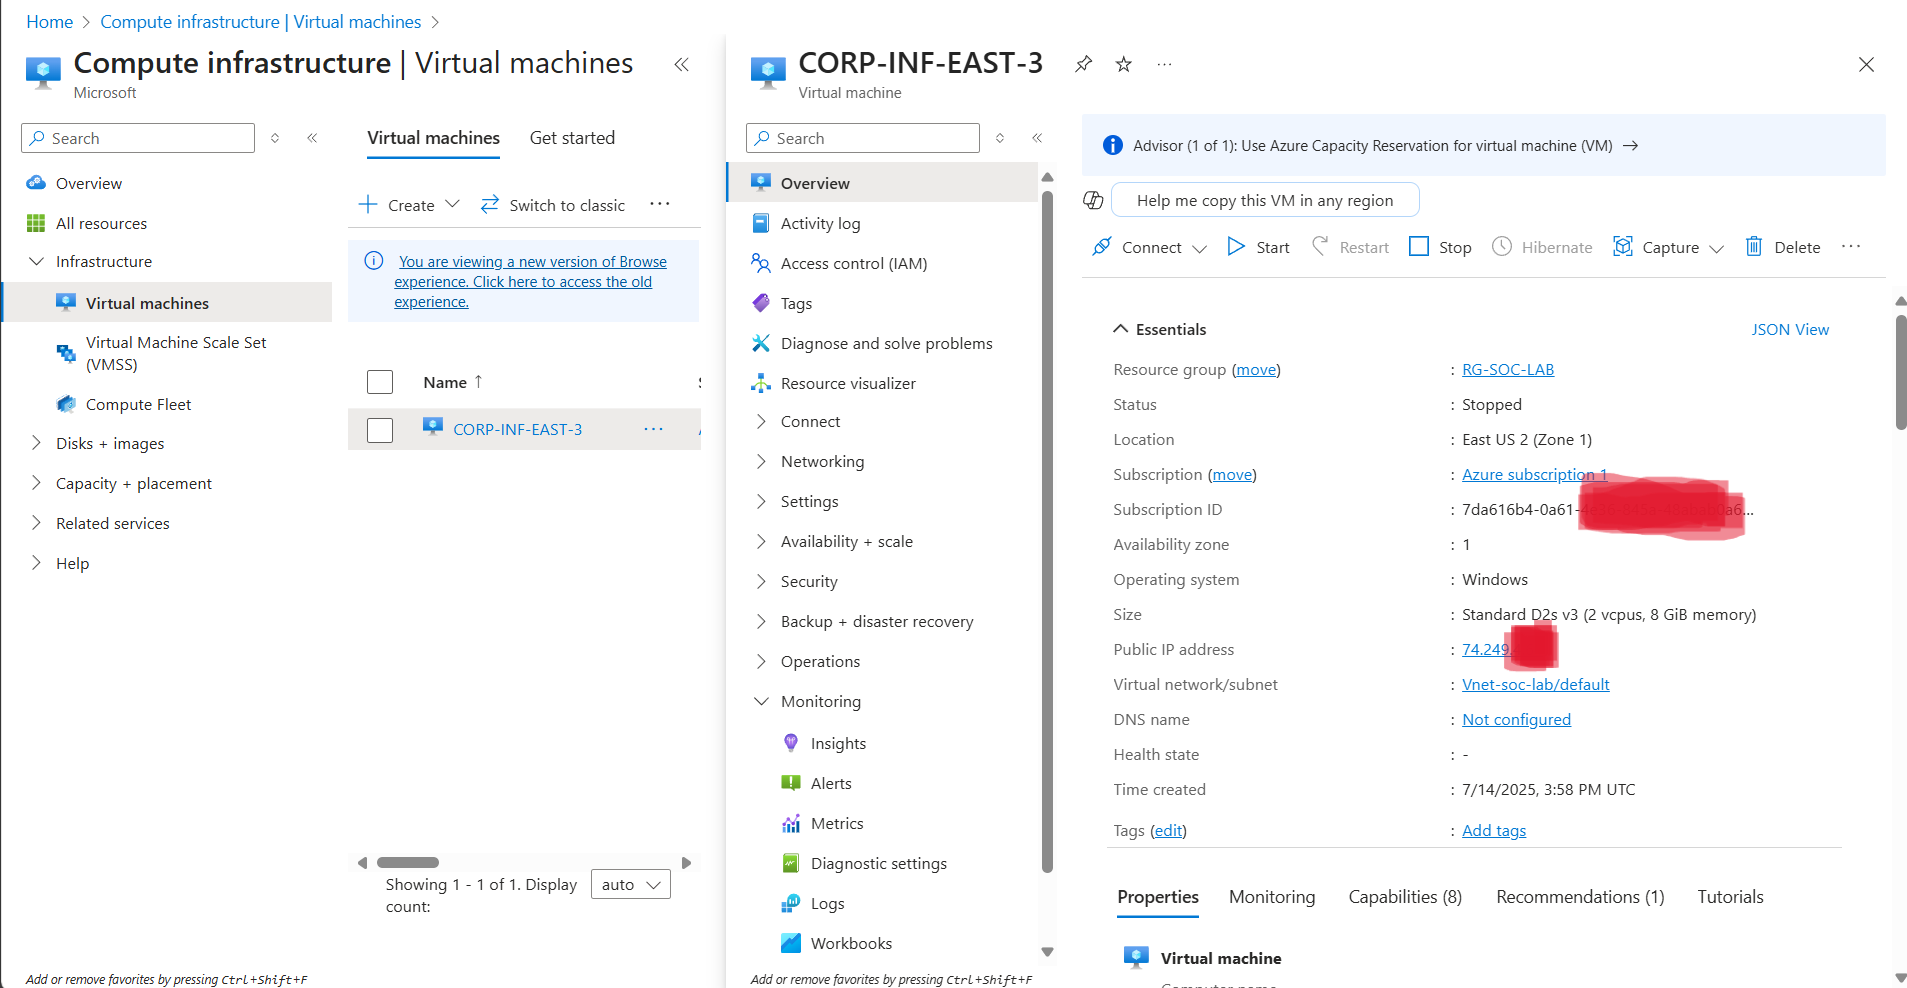 Home > Compute infrastructure | Virtual machines >
Compute infrastructure | Virtual machines
Microsoft
Search
Overview
All resources
Infrastructure
Virtual machines
Virtual Machine Scale Set
(VMSS)
Compute Fleet
Disks + images
Capacity + placement
Related services
Help
Add or remove favorites by pressing Ctrl+Shift+F
Virtual machines Get started
Create Switch to classic ...
You are viewing a new version of Browse
experience. Click here to access the old
experience.
Name ↑
CORP-INF-EAST-3 ...
Showing 1 - 1 of 1. Display
count:
auto
CORP-INF-EAST-3
Virtual machine
Search
Overview
Activity log
Access control (IAM)
Tags
Diagnose and solve problems
Resource visualizer
Connect
Networking
Settings
Availability + scale
Security
Backup + disaster recovery
Operations
Monitoring
Insights
Alerts
Metrics
Diagnostic settings
Logs
Workbooks
Add or remove favorites by pressing Ctrl+Shift+F
Advisor (1 of 1): Use Azure Capacity Reservation for virtual machine (VM) →
Help me copy this VM in any region
Connect Start Restart Stop Hibernate Capture Delete ...
Essentials JSON View
Resource group (move) : RG-SOC-LAB
Status : Stopped
Location : East US 2 (Zone 1)
Subscription (move) : Azure subscription 1
Subscription ID : 7da616b4-0a61-
Availability zone : 1
Operating system : Windows
Size : Standard D2s v3 (2 vcpus, 8 GiB memory)
Public IP address : 74.249.
Virtual network/subnet : Vnet-soc-lab/default
DNS name : Not configured
Health state : -
Time created : 7/14/2025, 3:58 PM UTC
Tags (edit) : Add tags
Properties Monitoring Capabilities (8) Recommendations (1) Tutorials
Virtual machine